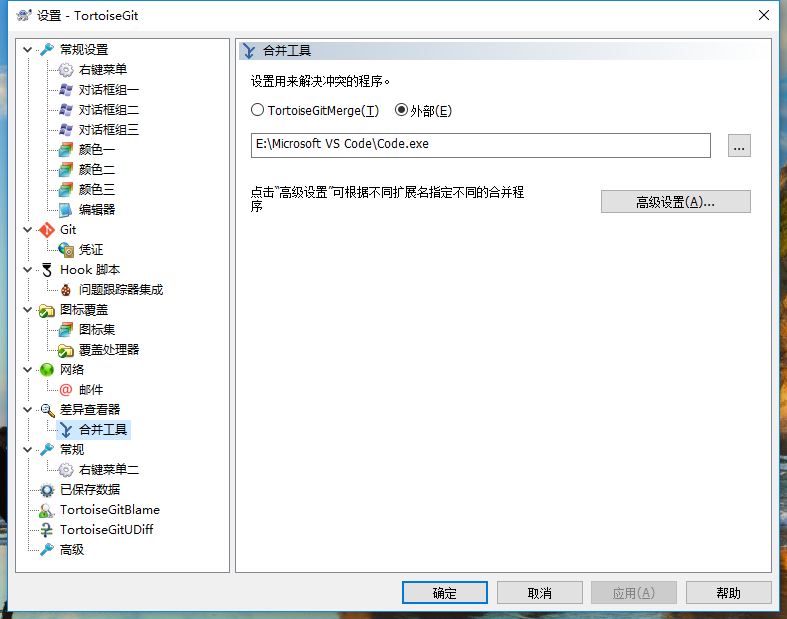 设置 - TortoiseGit
常规设置
右键菜单
对话框组一
对话框组二
对话框组三
颜色一
颜色二
颜色三
编辑器
Git
凭证
Hook 脚本
问题跟踪器集成
图标覆盖
图标集
覆盖处理器
网络
邮件
差异查看器
合并工具
常规
右键菜单二
已保存数据
TortoiseGitBlame
TortoiseGitUDiff
高级
合并工具
设置用来解决冲突的程序。
TortoiseGitMerge(T) 外部(E)
E:\Microsoft VS Code\Code.exe
...
点击“高级设置”可根据不同扩展名指定不同的合并程
序
高级设置(A)...
确定 取消 应用(A) 帮助